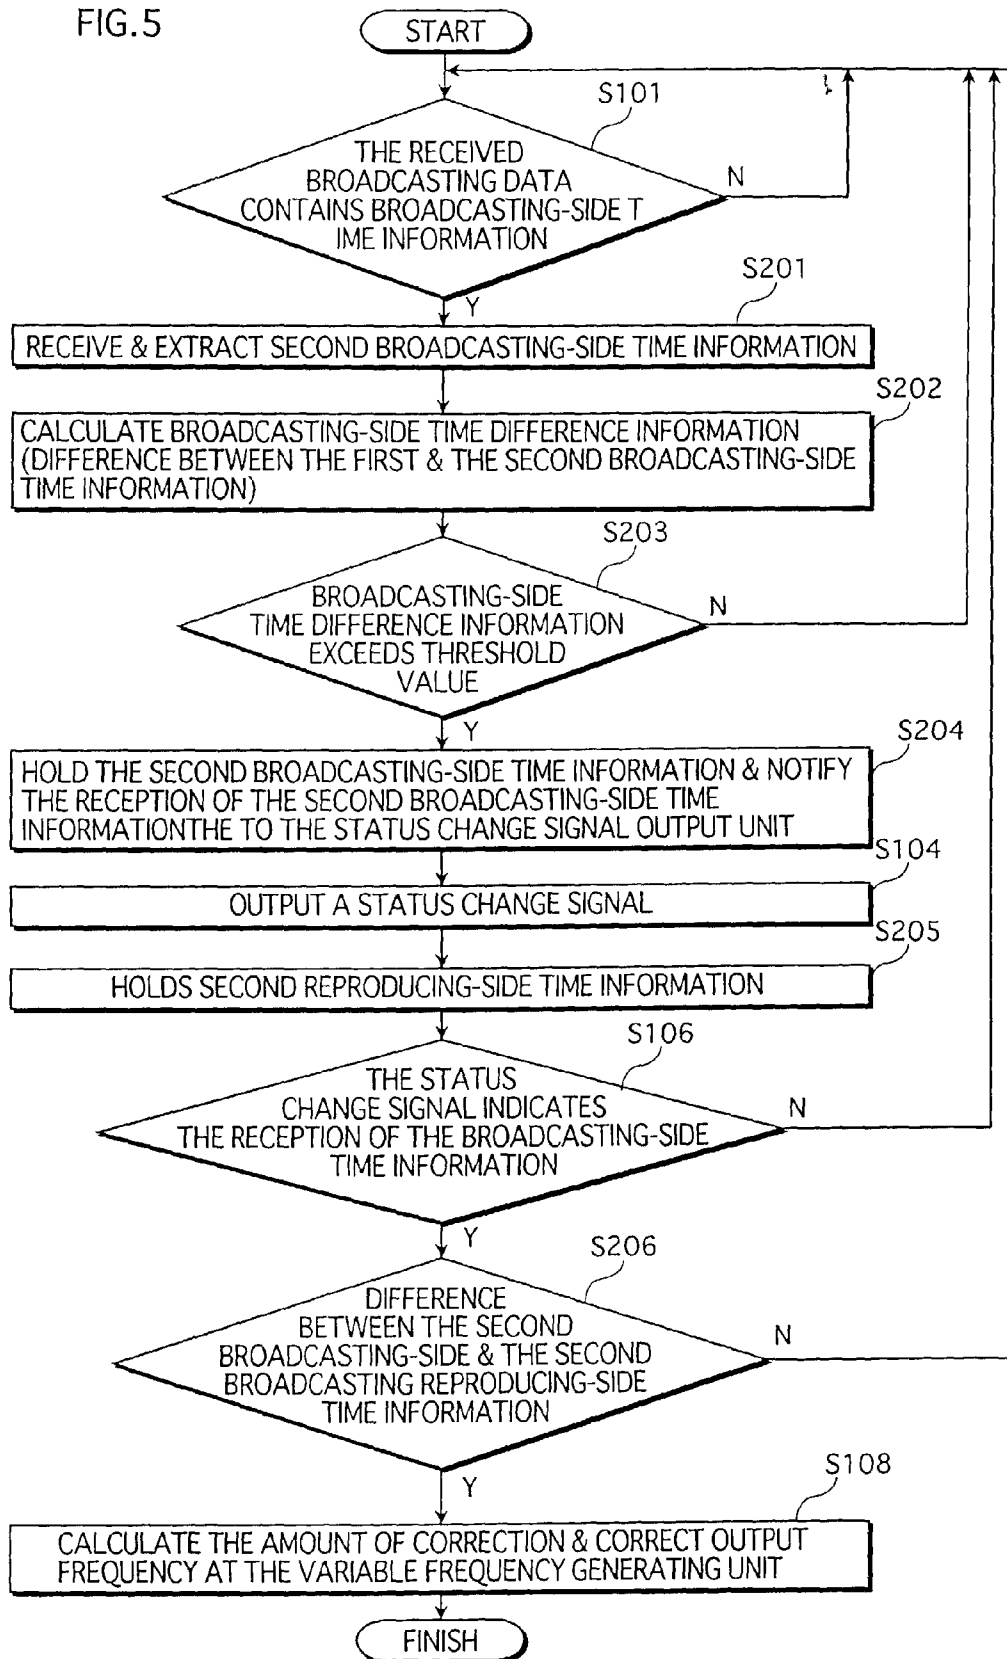 FIG.5
START
S101
THE RECEIVED
BROADCASTING DATA
CONTAINS BROADCASTING-SIDE T
IME INFORMATION
N
Y
S201
RECEIVE & EXTRACT SECOND BROADCASTING-SIDE TIME INFORMATION
S202
CALCULATE BROADCASTING-SIDE TIME DIFFERENCE INFORMATION
(DIFFERENCE BETWEEN THE FIRST & THE SECOND BROADCASTING-SIDE
TIME INFORMATION)
S203
BROADCASTING-SIDE
TIME DIFFERENCE INFORMATION
EXCEEDS THRESHOLD
VALUE
N
Y
S204
HOLD THE SECOND BROADCASTING-SIDE TIME INFORMATION & NOTIFY
THE RECEPTION OF THE SECOND BROADCASTING-SIDE TIME
INFORMATIONTHE TO THE STATUS CHANGE SIGNAL OUTPUT UNIT
S104
OUTPUT A STATUS CHANGE SIGNAL
S205
HOLDS SECOND REPRODUCING-SIDE TIME INFORMATION
S106
THE STATUS
CHANGE SIGNAL INDICATES
THE RECEPTION OF THE BROADCASTING-SIDE
TIME INFORMATION
N
Y
S206
DIFFERENCE
BETWEEN THE SECOND
BROADCASTING-SIDE & THE SECOND
BROADCASTING REPRODUCING-SIDE
TIME INFORMATION
N
Y
S108
CALCULATE THE AMOUNT OF CORRECTION & CORRECT OUTPUT
FREQUENCY AT THE VARIABLE FREQUENCY GENERATING UNIT
FINISH